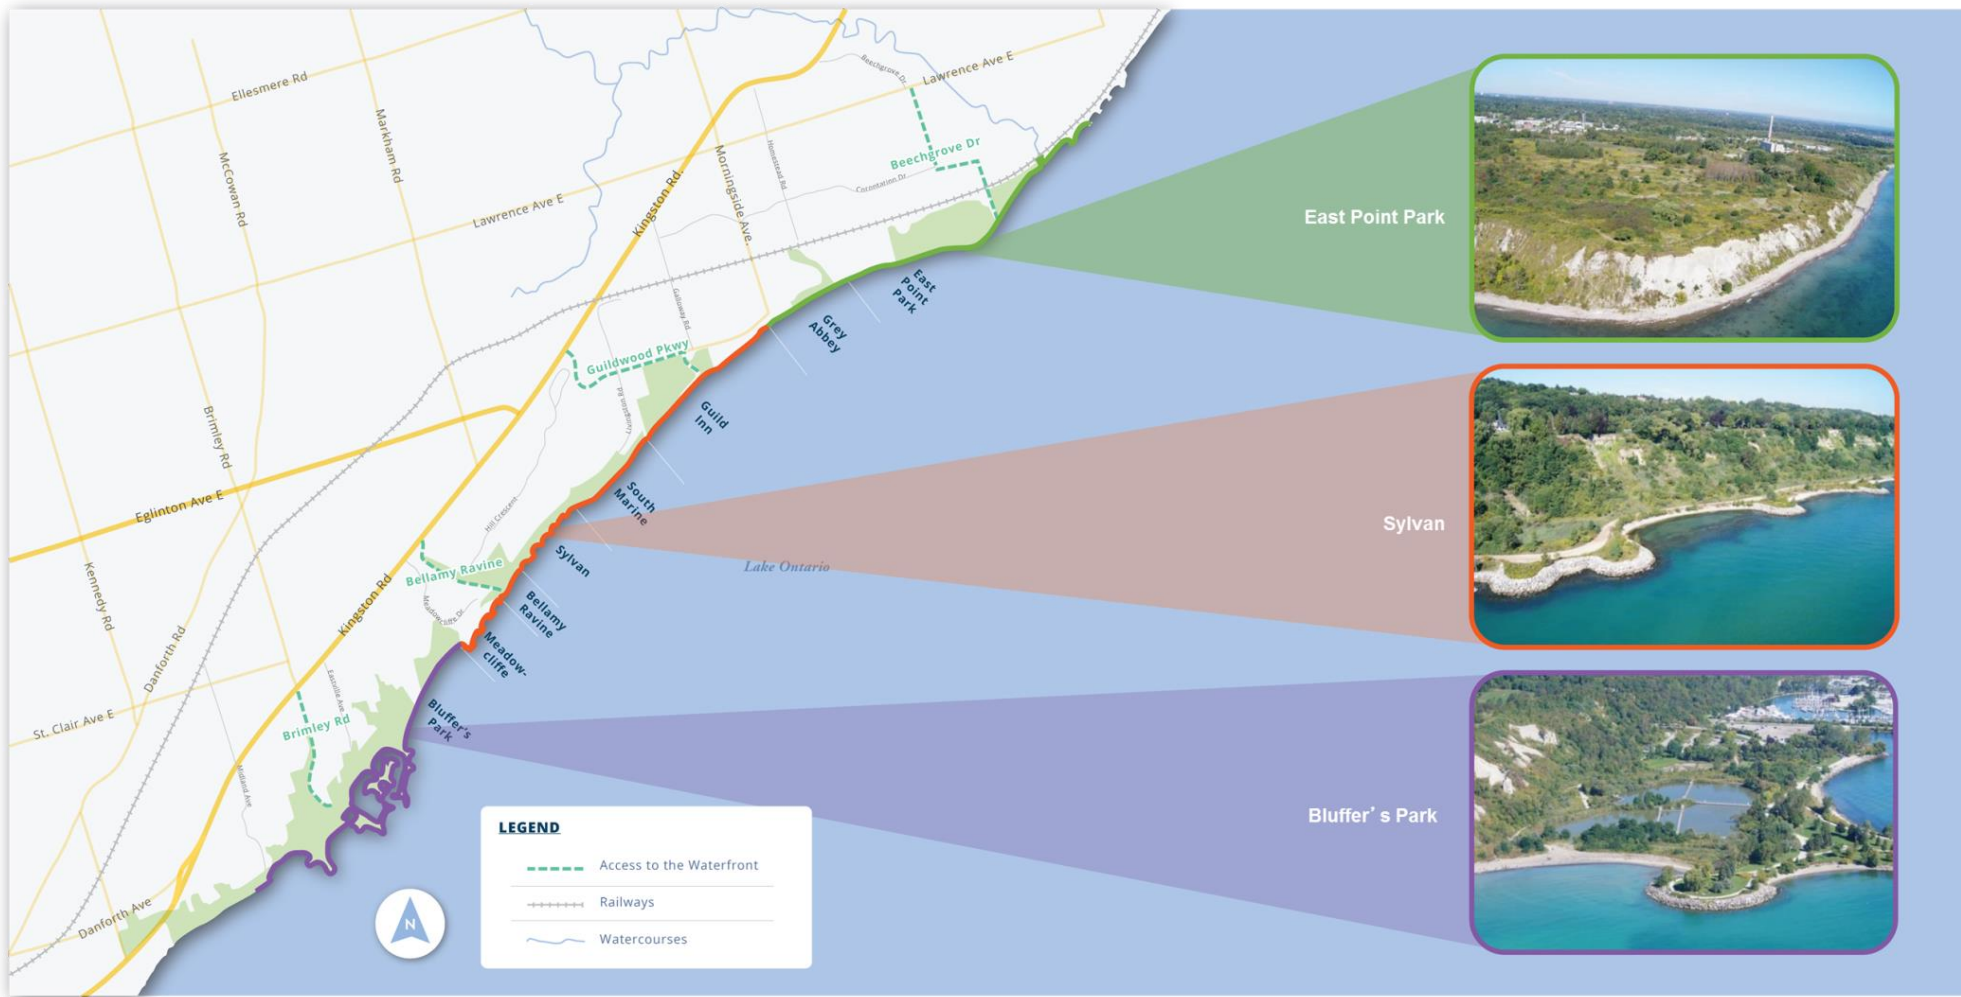 Ellesmere Rd
McCowan Rd
Markham Rd
Lawrence Ave E
Kingston Rd.
Morningside Ave.
Homestead Rd
Beechgrove Dr
Lawrence Ave E
Beechgrove Dr
Coronation Dr
East
Point
Park
Grey
Abbey
Galloway Rd
Guildwood Pkwy
Livingston Rd
Guild
Inn
South
Marine
Hill Crescent
Sylvan
Bellamy Ravine
Bellamy
Ravine
Meadowcliffe Dr
Meadow-
cliffe
Brimley Rd
Eglinton Ave E
Kennedy Rd
Danforth Rd
Kingston Rd
St. Clair Ave E
Eastville Ave
Brimley Rd
Midland Ave
Bluffer's
Park
Danforth Ave
Lake Ontario
N
LEGEND
Access to the Waterfront
Railways
Watercourses
East Point Park
Sylvan
Bluffer’ s Park